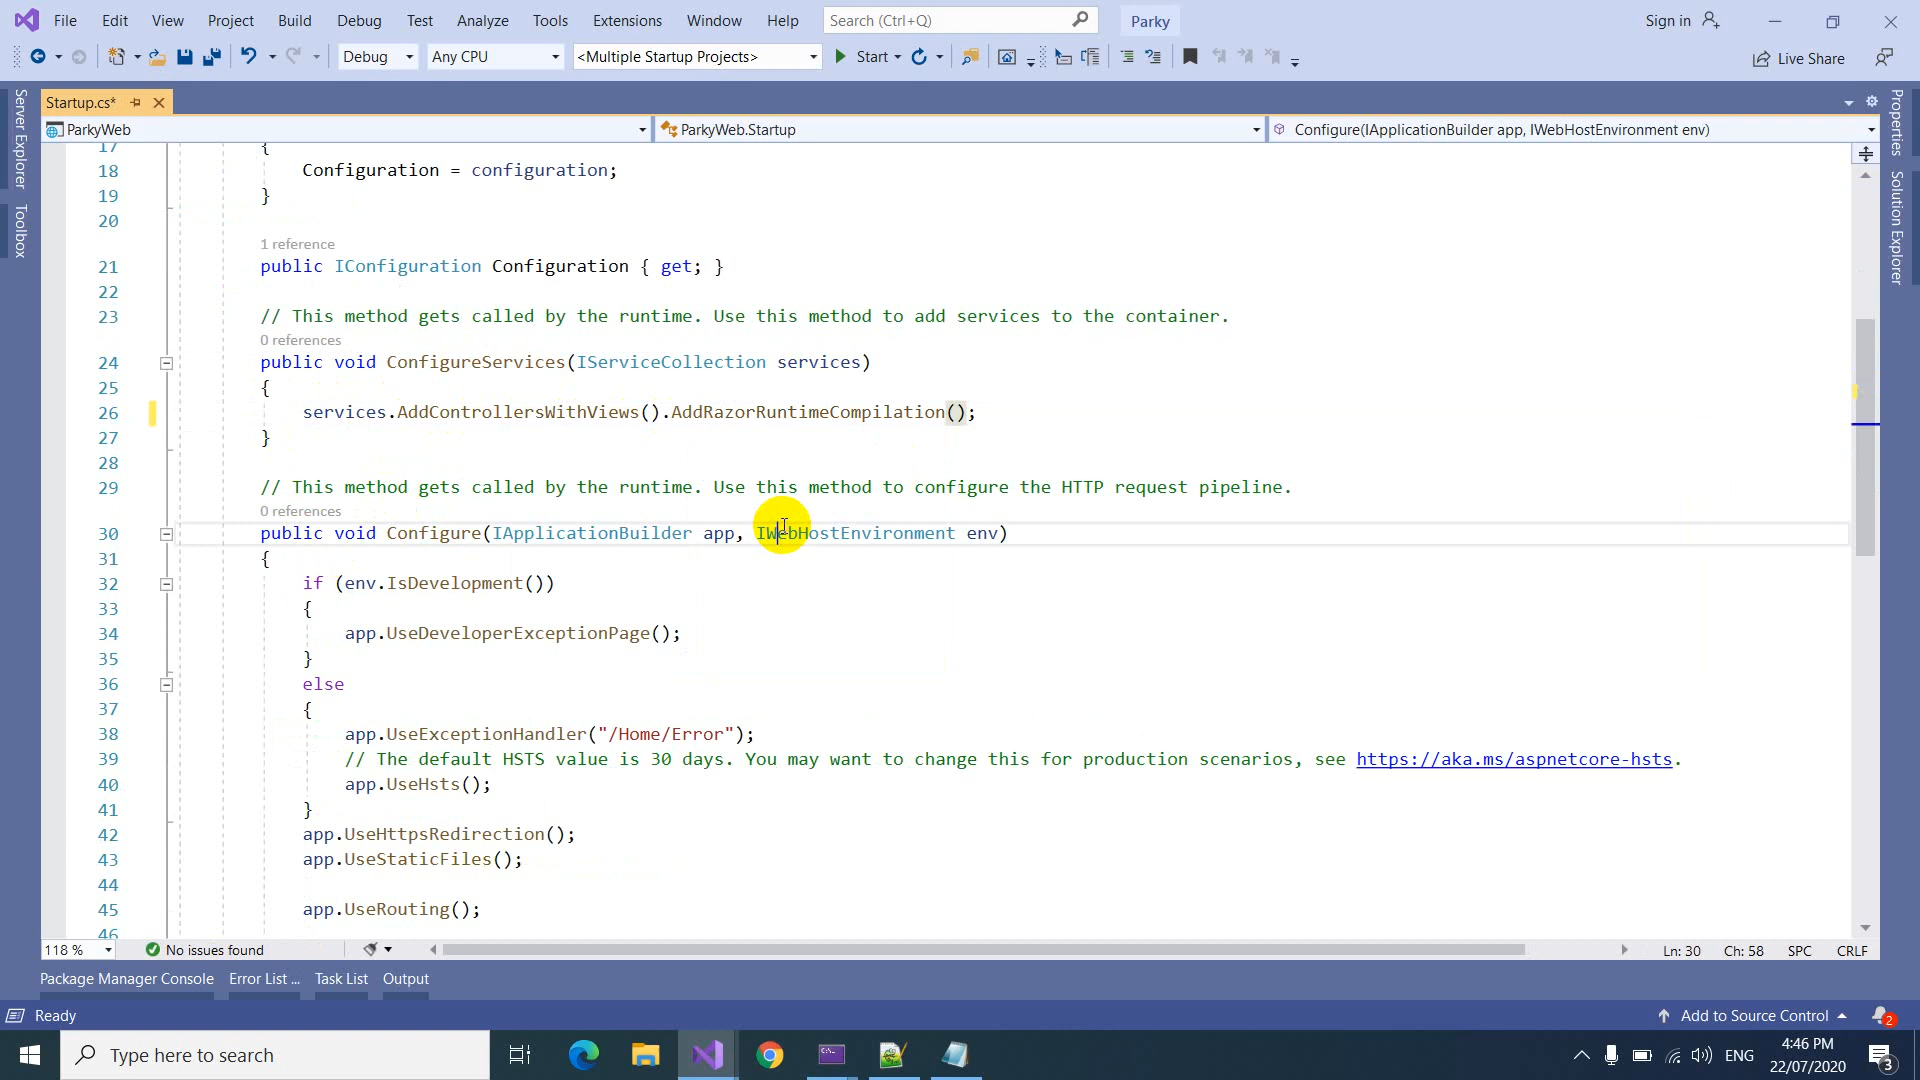 File Edit View Project Build Debug Test Analyze Tools Extensions Window Help Search (Ctrl+Q) Parky Sign in
Debug Any CPU <Multiple Startup Projects> Start Live Share
Server Explorer
Toolbox
Startup.cs*
ParkyWeb ParkyWeb.Startup Configure(IApplicationBuilder app, IWebHostEnvironment env)
17 {
18 Configuration = configuration;
19 }
20
1 reference
21 public IConfiguration Configuration { get; }
22
23 // This method gets called by the runtime. Use this method to add services to the container.
0 references
24 public void ConfigureServices(IServiceCollection services)
25 {
26 services.AddControllersWithViews().AddRazorRuntimeCompilation();
27 }
28
29 // This method gets called by the runtime. Use this method to configure the HTTP request pipeline.
0 references
30 public void Configure(IApplicationBuilder app, IWebHostEnvironment env)
31 {
32 if (env.IsDevelopment())
33 {
34 app.UseDeveloperExceptionPage();
35 }
36 else
37 {
38 app.UseExceptionHandler("/Home/Error");
39 // The default HSTS value is 30 days. You may want to change this for production scenarios, see https://aka.ms/aspnetcore-hsts.
40 app.UseHsts();
41 }
42 app.UseHttpsRedirection();
43 app.UseStaticFiles();
44
45 app.UseRouting();
46
Properties
Solution Explorer
118 % No issues found Ln: 30 Ch: 58 SPC CRLF
Package Manager Console Error List ... Task List Output
Ready Add to Source Control 2
Type here to search ENG 4:46 PM
22/07/2020 3